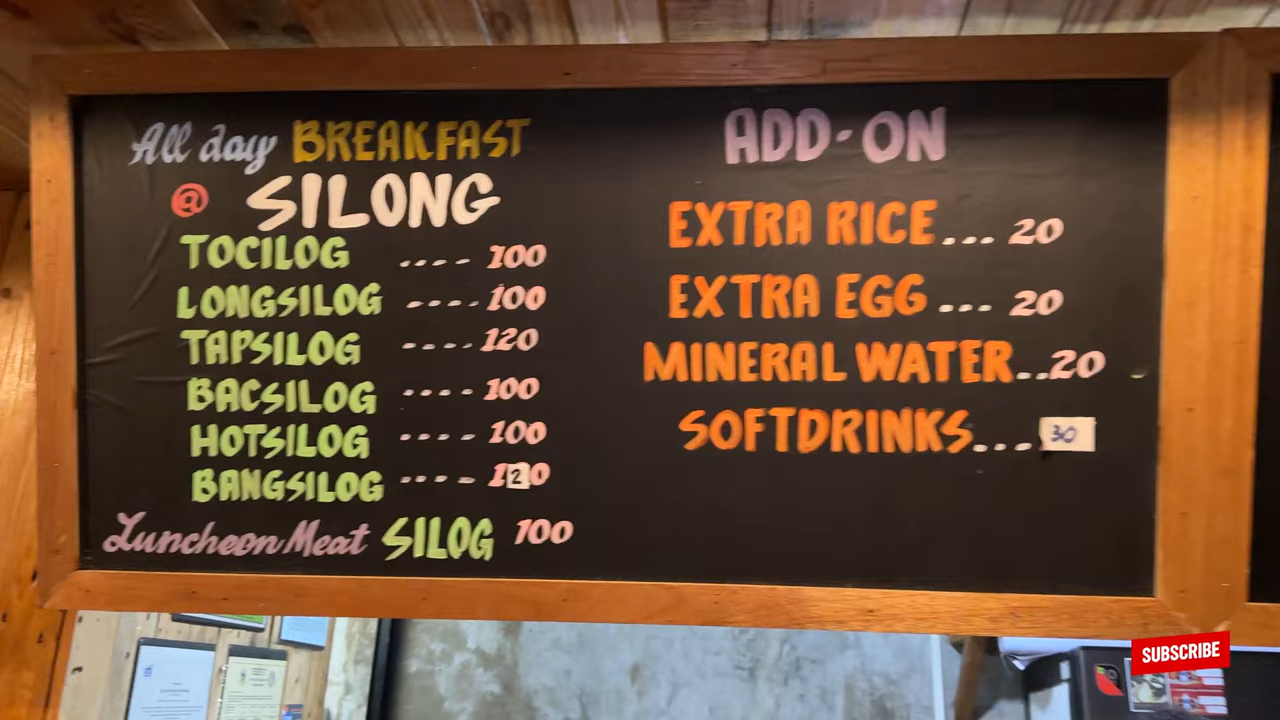 All day BREAKFAST
@ SILONG
TOCILOG .... 100
LONGSILOG ..... 100
TAPSILOG ..... 120
BACSILOG .... 100
HOTSILOG .... 100
BANGSILOG .... 120
Luncheon Meat SILOG 100
ADD-ON
EXTRA RICE... 20
EXTRA EGG ... 20
MINERAL WATER...20
SOFTDRINKS.... 30
SUBSCRIBE